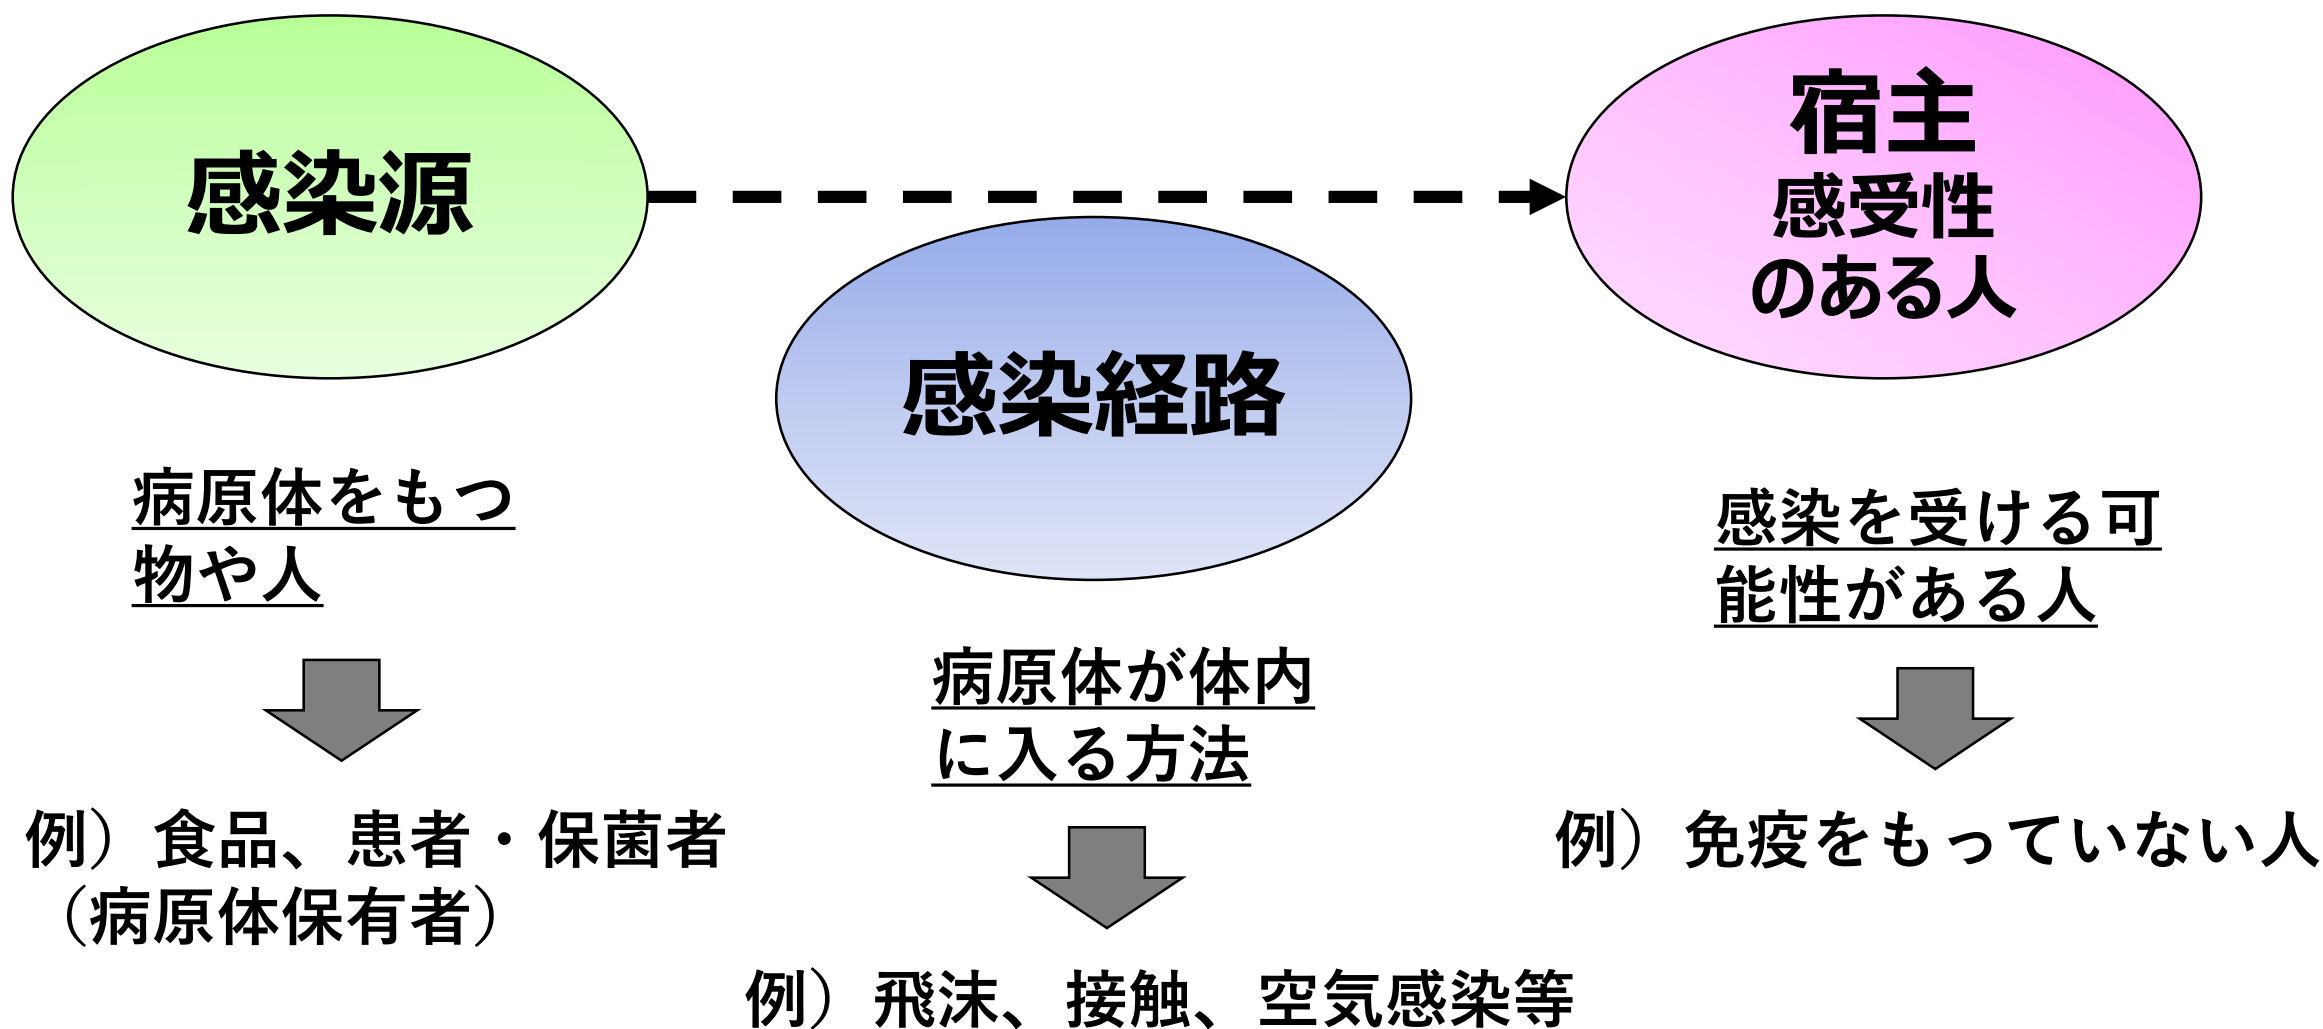 感染源
病原体をもつ
物や人
例）食品、患者・保菌者
（病原体保有者）
感染経路
病原体が体内
に入る方法
例）飛沫、接触、空気感染等
宿主
感受性
のある人
感染を受ける可
能性がある人
例）免疫をもっていない人